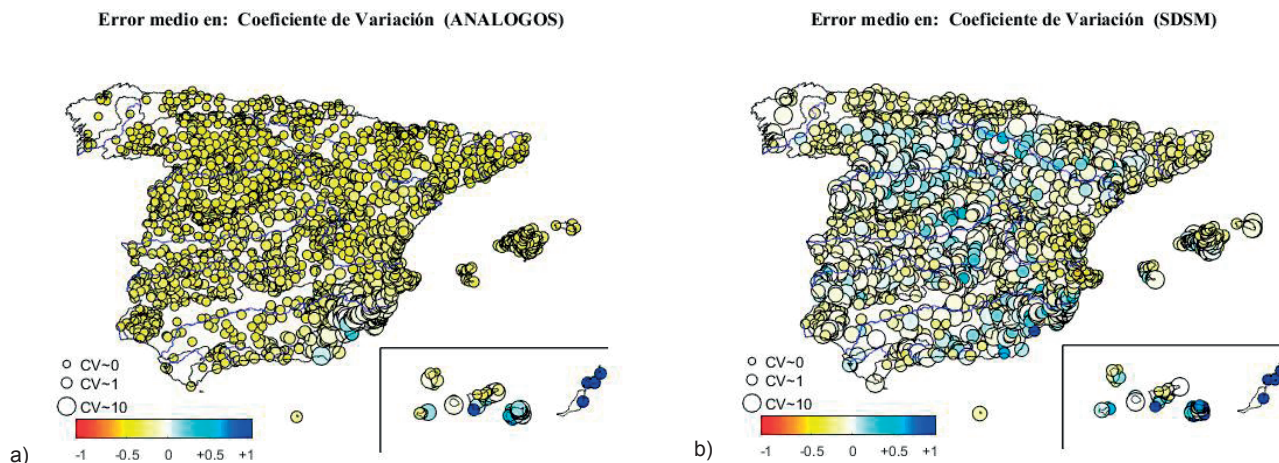 Error medio en: Coeficiente de Variación (ANALOGOS)
CV~0
CV~1
CV~10
-1 -0.5 0 +0.5 +1
a)
Error medio en: Coeficiente de Variación (SDSM)
CV~0
CV~1
CV~10
-1 -0.5 0 +0.5 +1
b)